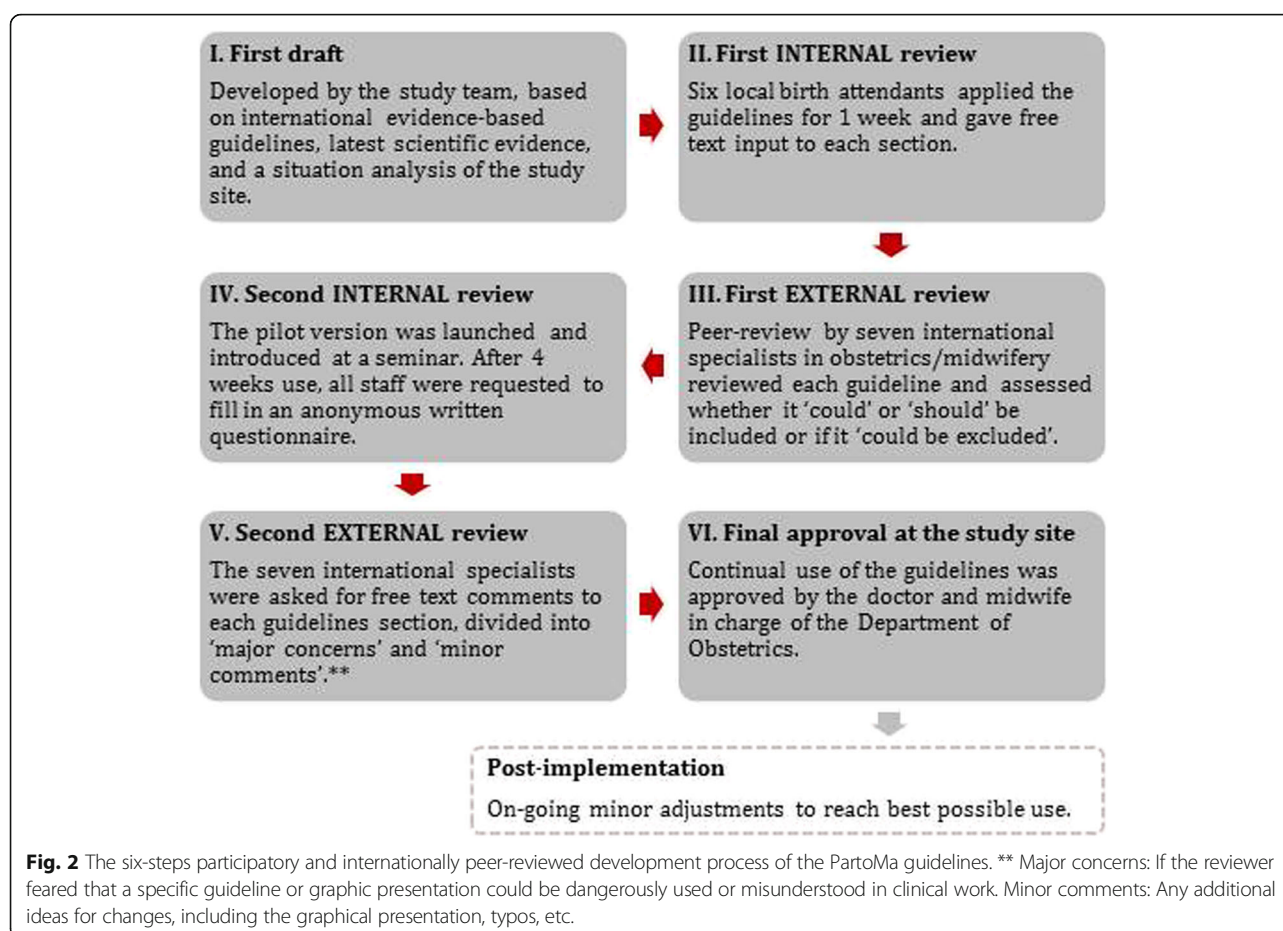 I. First draft
Developed by the study team, based
on international evidence-based
guidelines, latest scientific evidence,
and a situation analysis of the study
site.
II. First INTERNAL review
Six local birth attendants applied the
guidelines for 1 week and gave free
text input to each section.
III. First EXTERNAL review
Peer-review by seven international
specialists in obstetrics/midwifery
reviewed each guideline and assessed
whether it 'could' or 'should' be
included or if it 'could be excluded'.
IV. Second INTERNAL review
The pilot version was launched and
introduced at a seminar. After 4
weeks use, all staff were requested to
fill in an anonymous written
questionnaire.
V. Second EXTERNAL review
The seven international specialists
were asked for free text comments to
each guidelines section, divided into
'major concerns' and 'minor
comments'.**
VI. Final approval at the study site
Continual use of the guidelines was
approved by the doctor and midwife
in charge of the Department of
Obstetrics.
Post-implementation
On-going minor adjustments to reach best possible use.
Fig. 2 The six-steps participatory and internationally peer-reviewed development process of the PartoMa guidelines. ** Major concerns: If the reviewer
feared that a specific guideline or graphic presentation could be dangerously used or misunderstood in clinical work. Minor comments: Any additional
ideas for changes, including the graphical presentation, typos, etc.